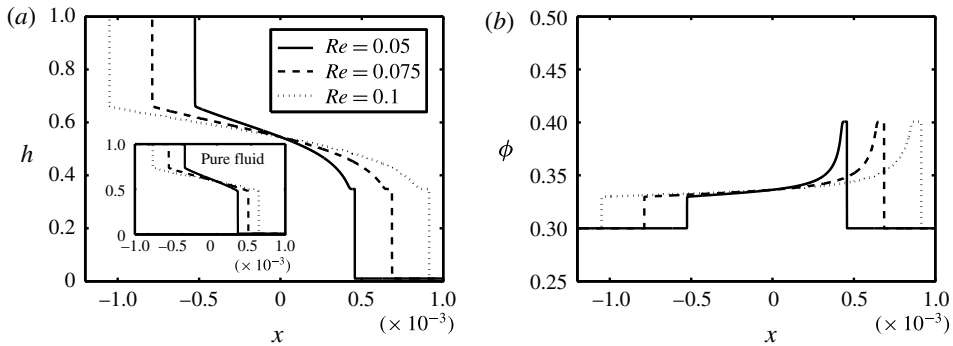 (a)
1.0
0.8
0.6
0.4
0.2
0
h
Re = 0.05
Re = 0.075
Re = 0.1
Pure fluid
1.0
0.5
0
−1.0 −0.5 0 0.5 1.0
(× 10−3)
−1.0 −0.5 0 0.5 1.0
(× 10−3)
x
(b)
0.50
0.45
0.40
0.35
0.30
0.25
ϕ
−1.0 −0.5 0 0.5 1.0
(× 10−3)
x